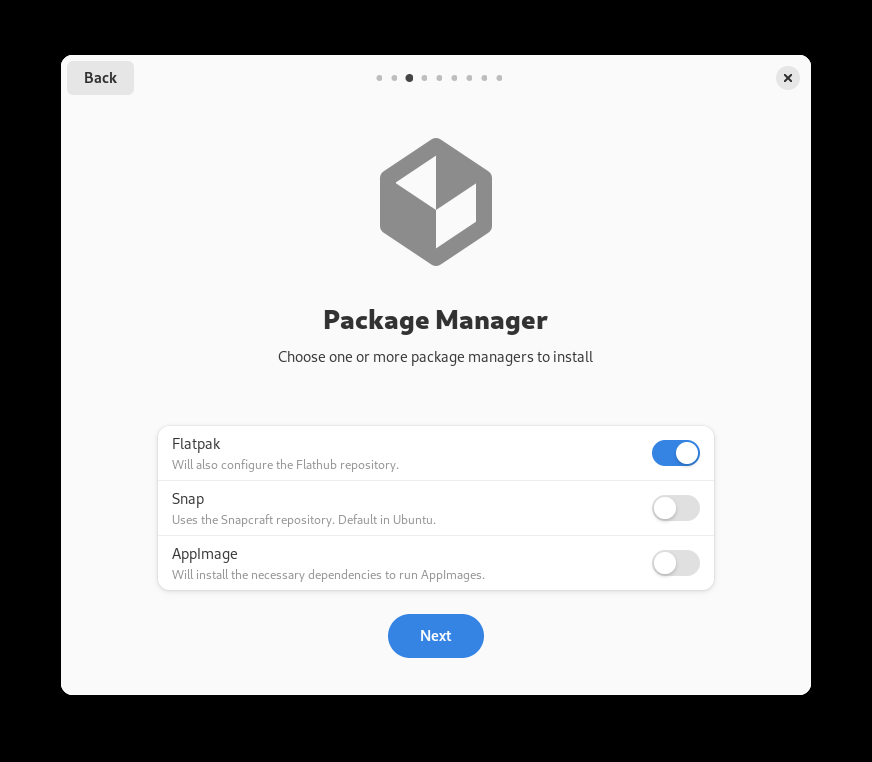 Back
Package Manager
Choose one or more package managers to install
Flatpak
Will also configure the Flathub repository.
Snap
Uses the Snapcraft repository. Default in Ubuntu.
AppImage
Will install the necessary dependencies to run AppImages.
Next